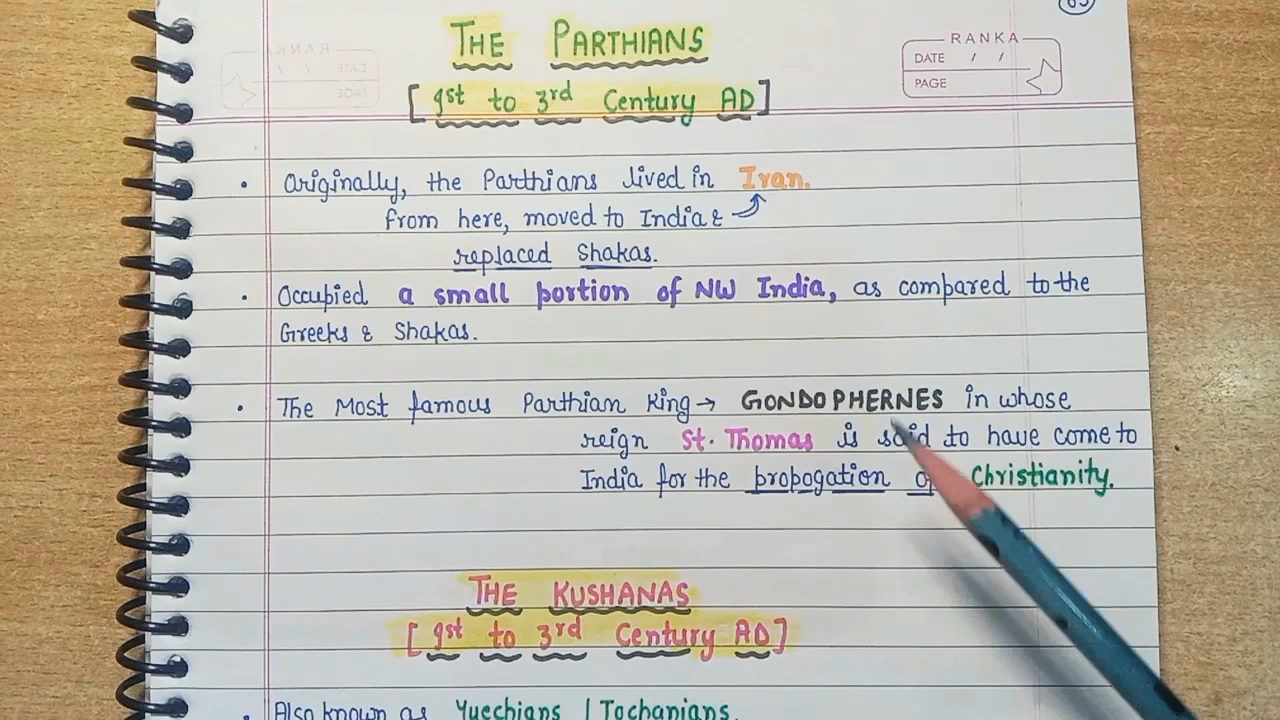 THE PARTHIANS
RANKA
DATE / /
PAGE
[1st to 3rd Century AD]
• Originally, the Parthians lived in Iran.
from here, moved to India &
replaced Shakas.
• Occupied a small portion of NW India, as compared to the
Greeks & Shakas.
• The Most famous Parthian King → GONDOPHERNES in whose
reign St. Thomas is said to have come to
India for the propogation of Christianity.
THE KUSHANAS
[1st to 3rd Century AD]
• Also known as Yuechians / Tochanians.